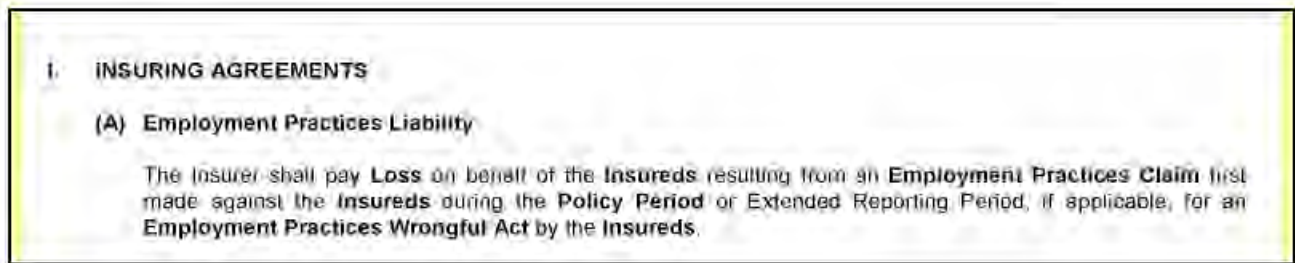 I. INSURING AGREEMENTS
(A) Employment Practices Liability
The Insurer shall pay Loss on behalf of the Insureds resulting from an Employment Practices Claim first
made against the Insureds during the Policy Period or Extended Reporting Period, if applicable, for an
Employment Practices Wrongful Act by the Insureds.